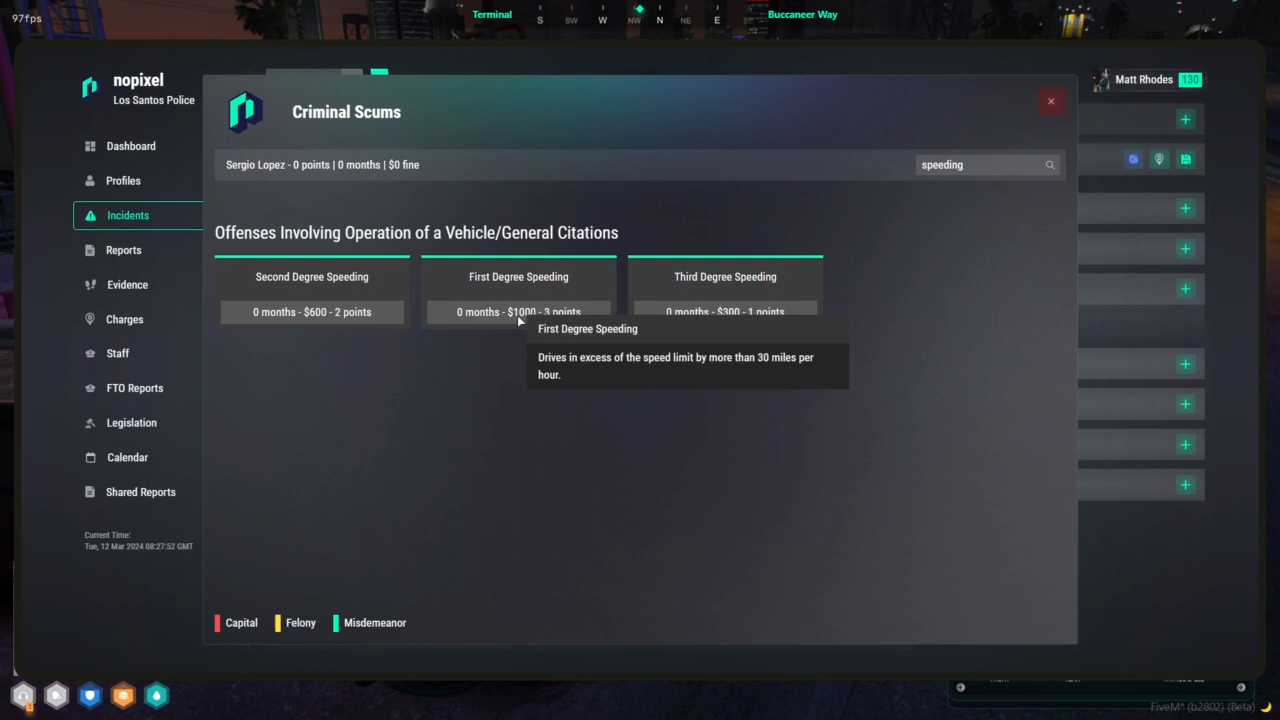 97fps
Terminal
S
SW
W
NW
N
NE
E
Buccaneer Way
nopixel
Los Santos Police
Matt Rhodes 130
Dashboard
Profiles
Incidents
Reports
Evidence
Charges
Staff
FTO Reports
Legislation
Calendar
Shared Reports
Current Time:
Tue, 12 Mar 2024 08:27:52 GMT
Criminal Scums
×
Sergio Lopez - 0 points | 0 months | $0 fine
speeding
Offenses Involving Operation of a Vehicle/General Citations
Second Degree Speeding
0 months - $600 - 2 points
First Degree Speeding
0 months - $1000 - 3 points
Third Degree Speeding
0 months - $300 - 1 points
First Degree Speeding
Drives in excess of the speed limit by more than 30 miles per
hour.
Capital
Felony
Misdemeanor
FiveM* (b2802) (Beta)